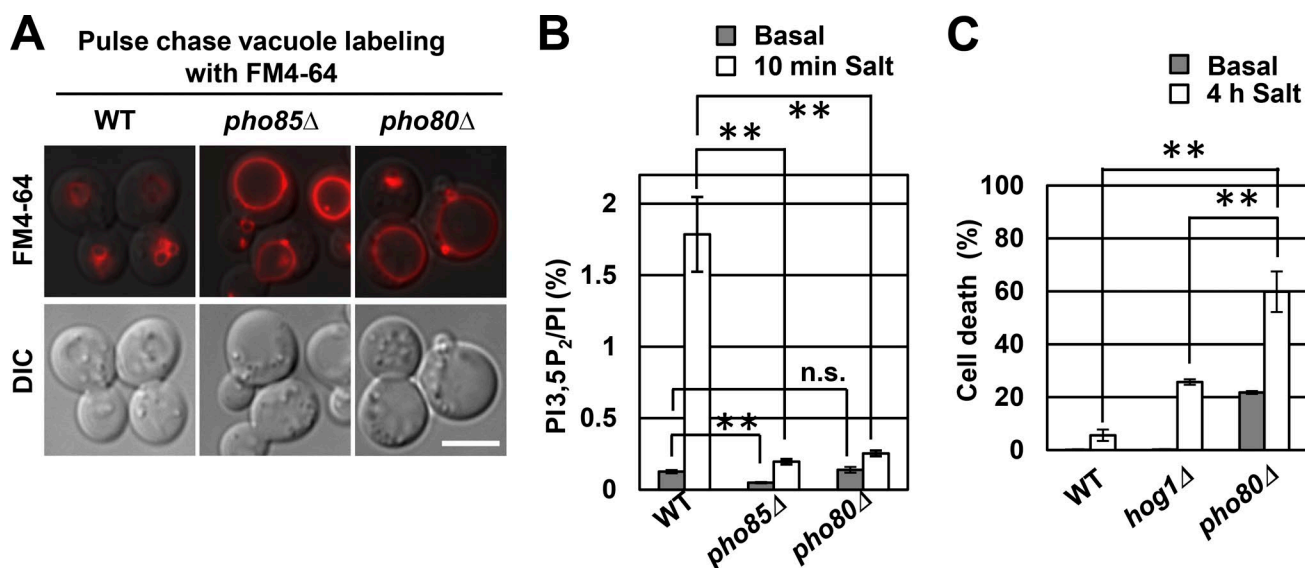 A
Pulse chase vacuole labeling
with FM4-64
WT
pho85Δ
pho80Δ
FM4-64
DIC
B
Basal
10 min Salt
**
**
n.s.
**
PI3,5P₂/PI (%)
2
1.5
1
0.5
0
WT
pho85Δ
pho80Δ
C
Basal
4 h Salt
**
**
Cell death (%)
100
80
60
40
20
0
WT
hog1Δ
pho80Δ